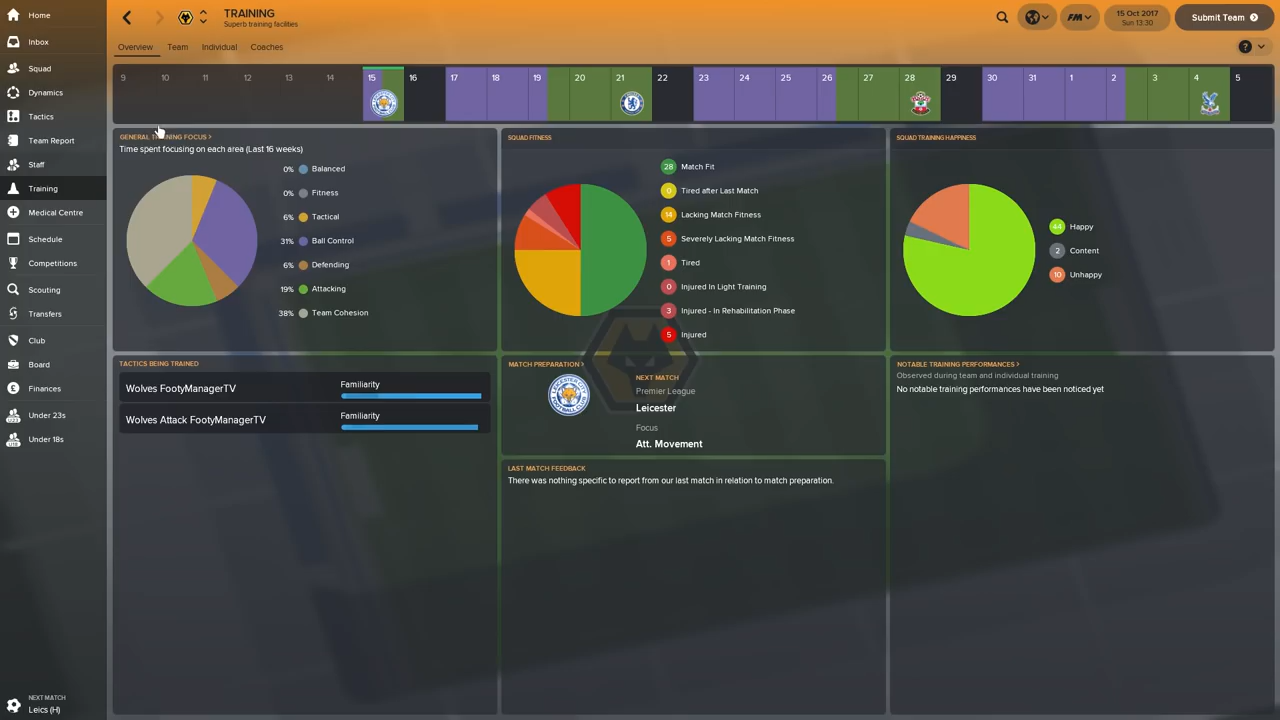 Home
Inbox
Squad
Dynamics
Tactics
Team Report
Staff
Training
Medical Centre
Schedule
Competitions
Scouting
Transfers
Club
Board
Finances
Under 23s
Under 18s
NEXT MATCH
Leics (H)
TRAINING
Superb training facilities
FM
15 Oct 2017
Sun 13:30
Submit Team
Overview Team Individual Coaches
?
9 10 11 12 13 14 15 16 17 18 19 20 21 22 23 24 25 26 27 28 29 30 31 1 2 3 4 5
GENERAL TRAINING FOCUS >
Time spent focusing on each area (Last 16 weeks)
0% Balanced
0% Fitness
6% Tactical
31% Ball Control
6% Defending
19% Attacking
38% Team Cohesion
SQUAD FITNESS
28 Match Fit
0 Tired after Last Match
14 Lacking Match Fitness
5 Severely Lacking Match Fitness
1 Tired
0 Injured In Light Training
3 Injured - In Rehabilitation Phase
5 Injured
SQUAD TRAINING HAPPINESS
44 Happy
2 Content
10 Unhappy
TACTICS BEING TRAINED
Wolves FootyManagerTV Familiarity
Wolves Attack FootyManagerTV Familiarity
MATCH PREPARATION >
NEXT MATCH
Premier League
Leicester
Focus
Att. Movement
LAST MATCH FEEDBACK
There was nothing specific to report from our last match in relation to match preparation.
NOTABLE TRAINING PERFORMANCES >
Observed during team and individual training
No notable training performances have been noticed yet